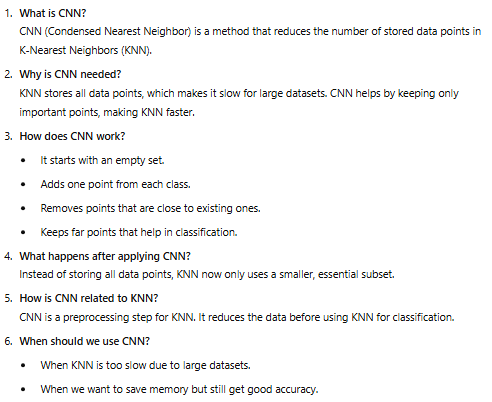 1. What is CNN?
CNN (Condensed Nearest Neighbor) is a method that reduces the number of stored data points in
K-Nearest Neighbors (KNN).
2. Why is CNN needed?
KNN stores all data points, which makes it slow for large datasets. CNN helps by keeping only
important points, making KNN faster.
3. How does CNN work?
• It starts with an empty set.
• Adds one point from each class.
• Removes points that are close to existing ones.
• Keeps far points that help in classification.
4. What happens after applying CNN?
Instead of storing all data points, KNN now only uses a smaller, essential subset.
5. How is CNN related to KNN?
CNN is a preprocessing step for KNN. It reduces the data before using KNN for classification.
6. When should we use CNN?
• When KNN is too slow due to large datasets.
• When we want to save memory but still get good accuracy.